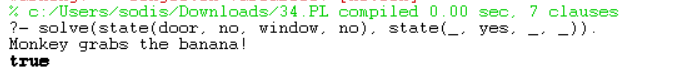 % c:/Users/sodis/Downloads/34.PL compiled 0.00 sec, 7 clauses
?- solve(state(door, no, window, no), state(_, yes, _, _)).
Monkey grabs the banana!
true